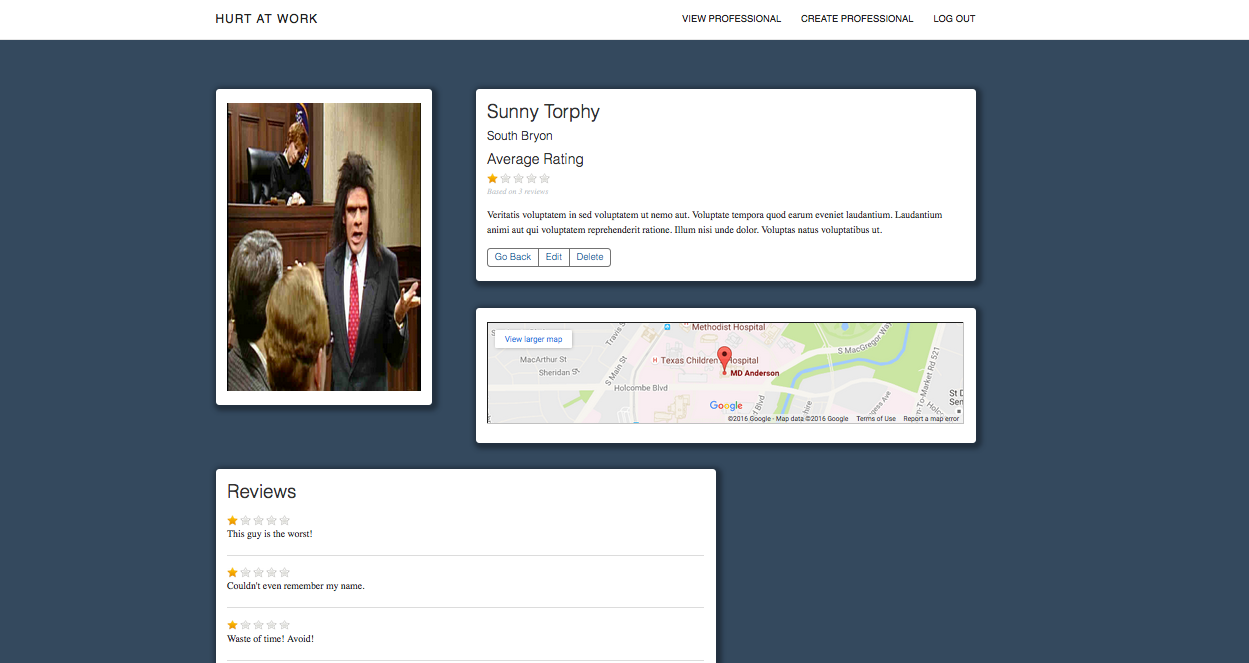 HURT AT WORK
VIEW PROFESSIONAL CREATE PROFESSIONAL LOG OUT
Sunny Torphy
South Bryon
Average Rating
Based on 3 reviews
Veritatis voluptatem in sed voluptatem ut nemo aut. Voluptate tempora quod earum eveniet laudantium. Laudantium
animi aut qui voluptatem reprehenderit ratione. Illum nisi unde dolor. Voluptas natus voluptatibus ut.
Go Back Edit Delete
View larger map
Methodist Hospital
Travis S
S MacGregor Way
MacArthur St
Sheridan St
S Main St
H Texas Children Hospital
MD Anderson
Holcombe Blvd
m-To-Market Rd 521
St D
Sen
Google
©2016 Google - Map data ©2016 Google Terms of Use Report a map error
Reviews
This guy is the worst!
Couldn't even remember my name.
Waste of time! Avoid!